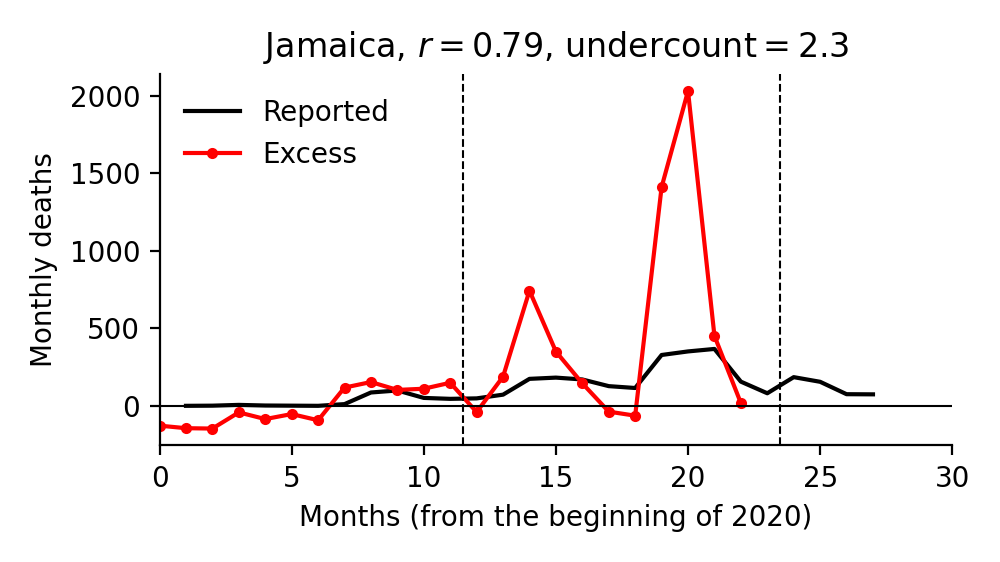 Jamaica, r = 0.79, undercount = 2.3
Reported
Excess
Monthly deaths
2000
1500
1000
500
0
0 5 10 15 20 25 30
Months (from the beginning of 2020)